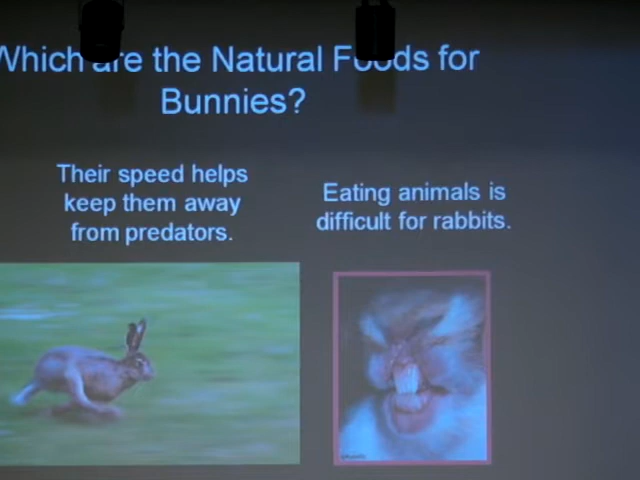 Which are the Natural Foods for
Bunnies?
Their speed helps
keep them away
from predators.
Eating animals is
difficult for rabbits.